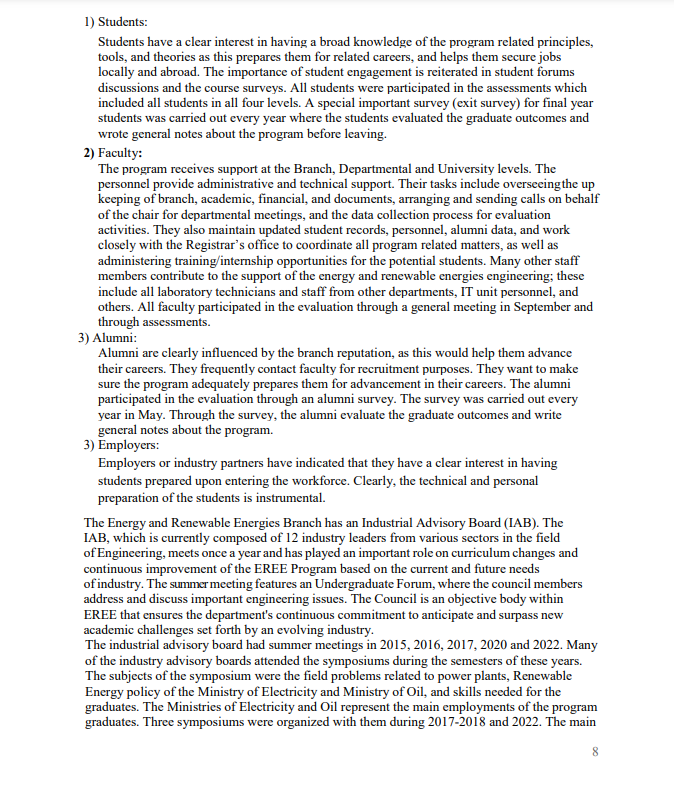 1) Students:
Students have a clear interest in having a broad knowledge of the program related principles,
tools, and theories as this prepares them for related careers, and helps them secure jobs
locally and abroad. The importance of student engagement is reiterated in student forums
discussions and the course surveys. All students were participated in the assessments which
included all students in all four levels. A special important survey (exit survey) for final year
students was carried out every year where the students evaluated the graduate outcomes and
wrote general notes about the program before leaving.
2) Faculty:
The program receives support at the Branch, Departmental and University levels. The
personnel provide administrative and technical support. Their tasks include overseeing the up
keeping of branch, academic, financial, and documents, arranging and sending calls on behalf
of the chair for departmental meetings, and the data collection process for evaluation
activities. They also maintain updated student records, personnel, alumni data, and work
closely with the Registrar’s office to coordinate all program related matters, as well as
administering training/internship opportunities for the potential students. Many other staff
members contribute to the support of the energy and renewable energies engineering; these
include all laboratory technicians and staff from other departments, IT unit personnel, and
others. All faculty participated in the evaluation through a general meeting in September and
through assessments.
3) Alumni:
Alumni are clearly influenced by the branch reputation, as this would help them advance
their careers. They frequently contact faculty for recruitment purposes. They want to make
sure the program adequately prepares them for advancement in their careers. The alumni
participated in the evaluation through an alumni survey. The survey was carried out every
year in May. Through the survey, the alumni evaluate the graduate outcomes and write
general notes about the program.
3) Employers:
Employers or industry partners have indicated that they have a clear interest in having
students prepared upon entering the workforce. Clearly, the technical and personal
preparation of the students is instrumental.
The Energy and Renewable Energies Branch has an Industrial Advisory Board (IAB). The
IAB, which is currently composed of 12 industry leaders from various sectors in the field
of Engineering, meets once a year and has played an important role on curriculum changes and
continuous improvement of the EREE Program based on the current and future needs
of industry. The summer meeting features an Undergraduate Forum, where the council members
address and discuss important engineering issues. The Council is an objective body within
EREE that ensures the department's continuous commitment to anticipate and surpass new
academic challenges set forth by an evolving industry.
The industrial advisory board had summer meetings in 2015, 2016, 2017, 2020 and 2022. Many
of the industry advisory boards attended the symposiums during the semesters of these years.
The subjects of the symposium were the field problems related to power plants, Renewable
Energy policy of the Ministry of Electricity and Ministry of Oil, and skills needed for the
graduates. The Ministries of Electricity and Oil represent the main employments of the program
graduates. Three symposiums were organized with them during 2017-2018 and 2022. The main
8